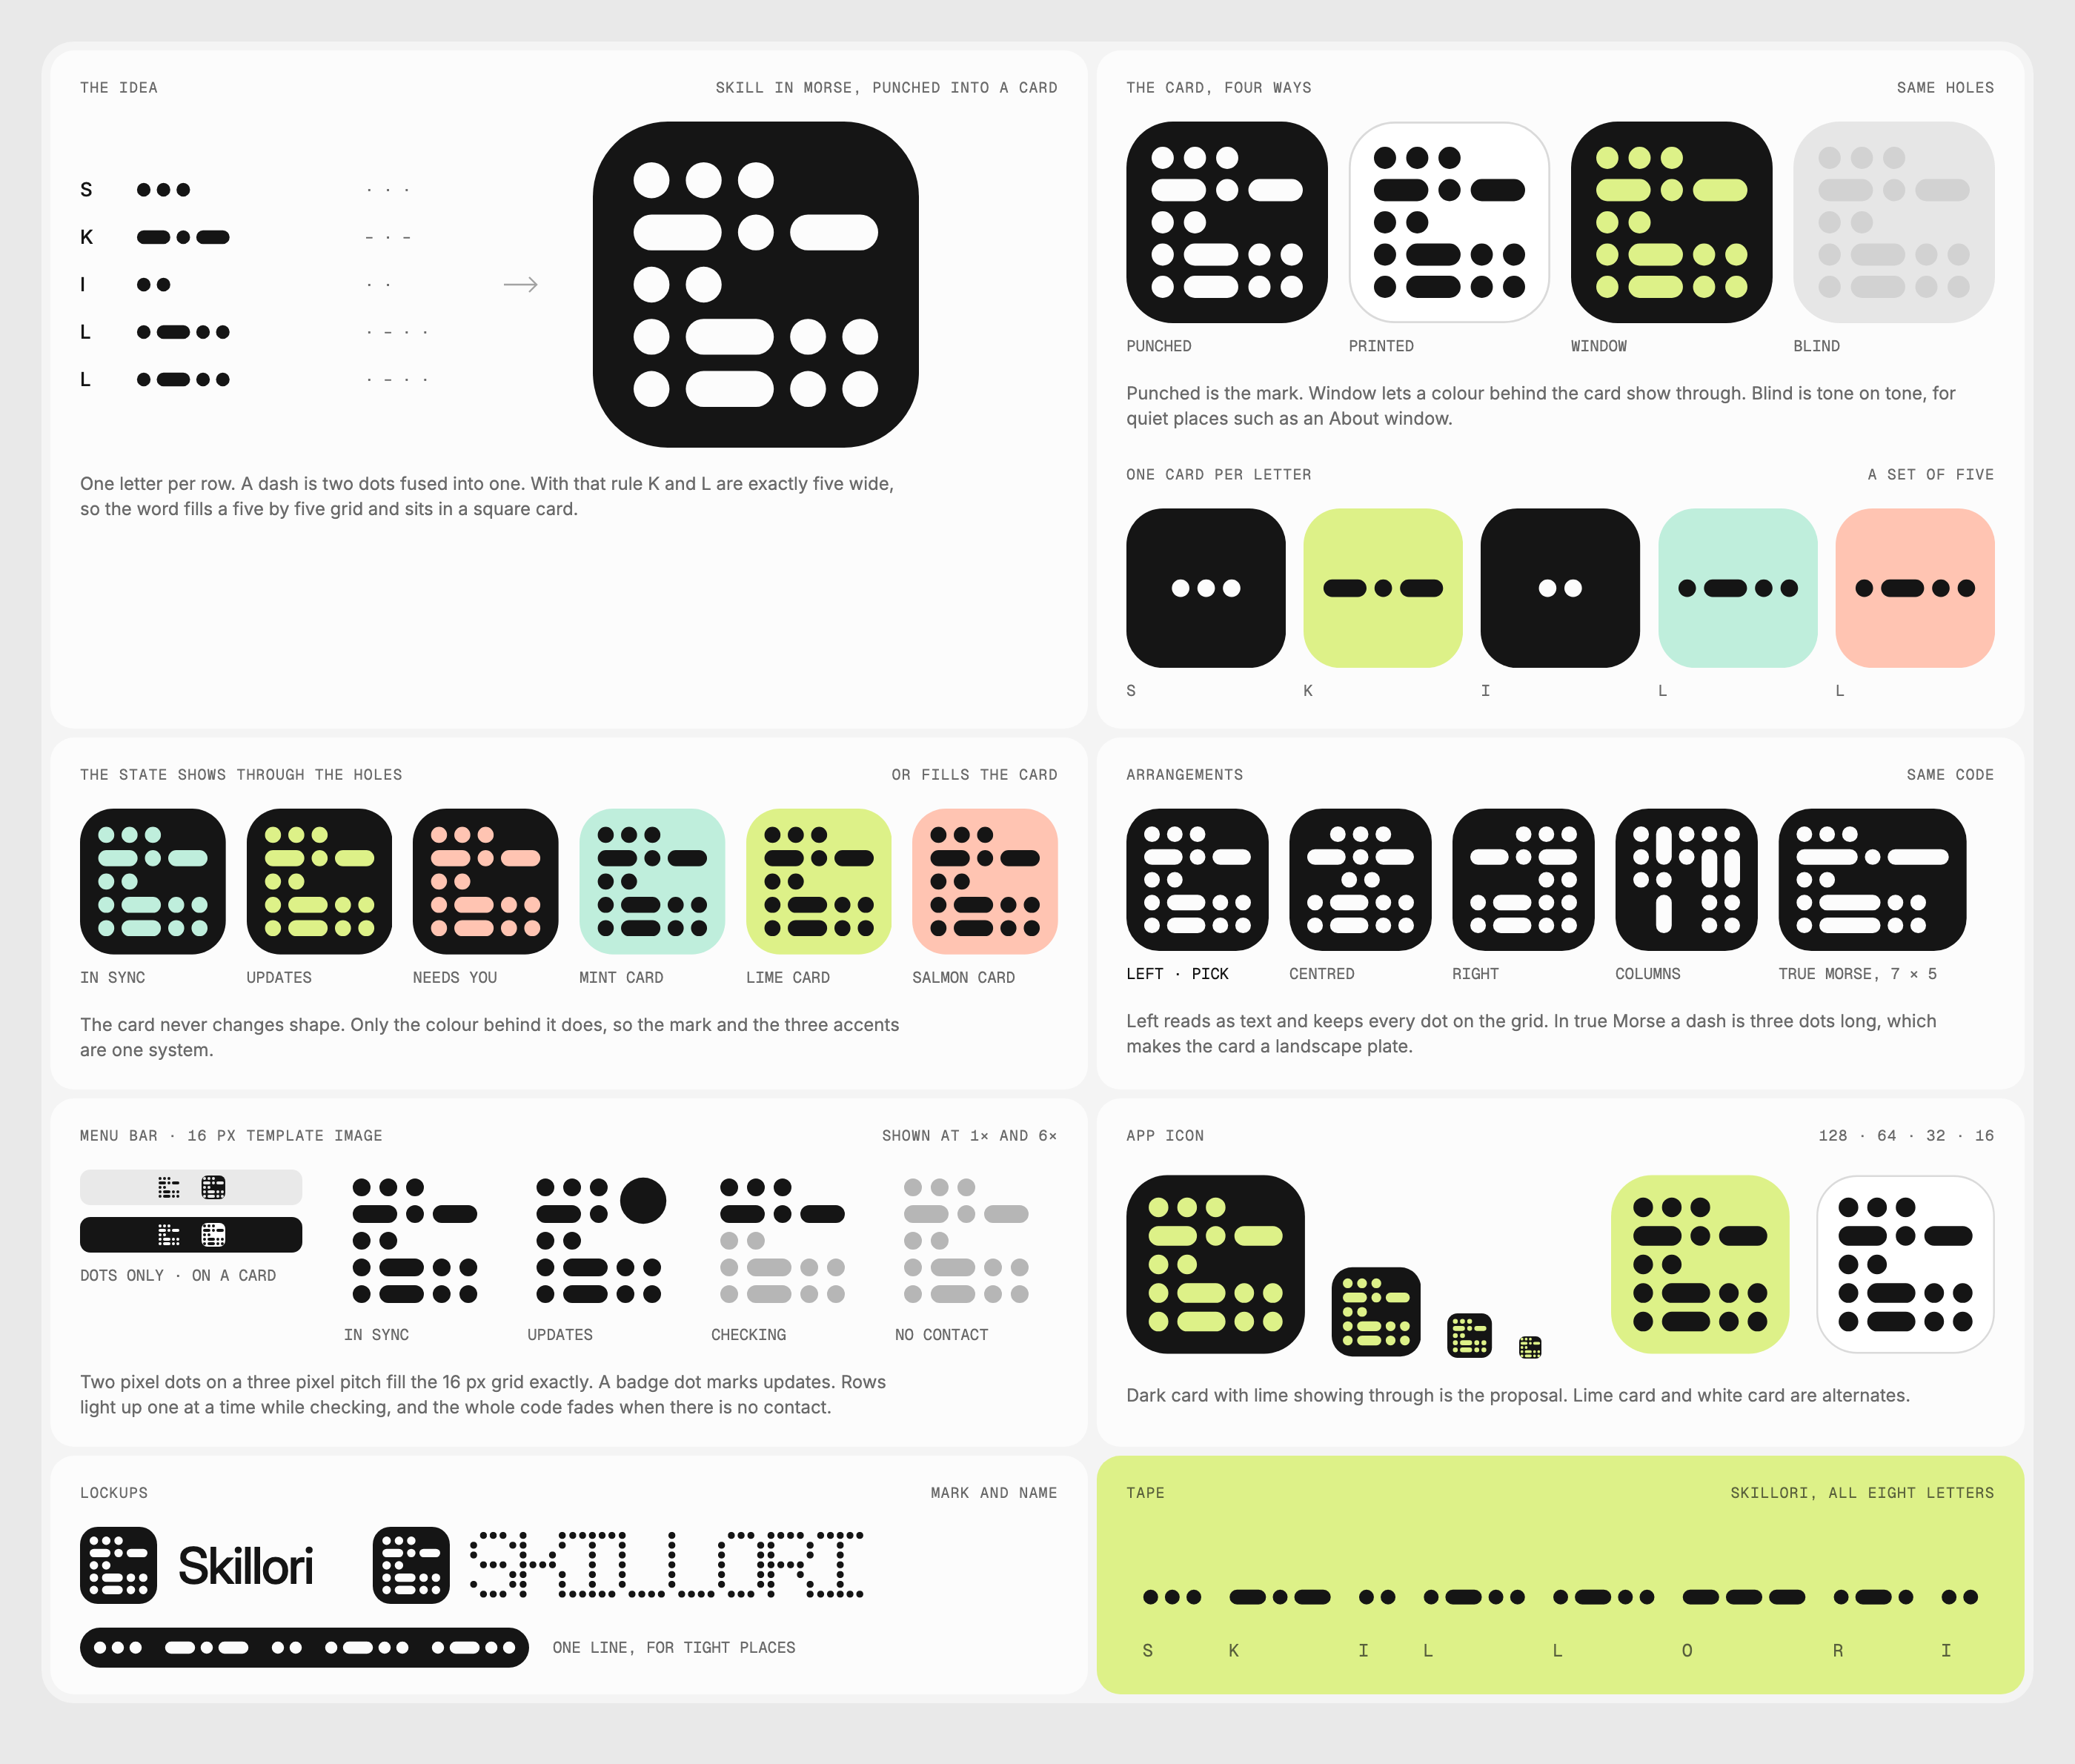 THE IDEA
SKILL IN MORSE, PUNCHED INTO A CARD
S · · ·
K – · –
I · ·
L · – · ·
L · – · ·
One letter per row. A dash is two dots fused into one. With that rule K and L are exactly five wide,
so the word fills a five by five grid and sits in a square card.
THE CARD, FOUR WAYS
SAME HOLES
PUNCHED
PRINTED
WINDOW
BLIND
Punched is the mark. Window lets a colour behind the card show through. Blind is tone on tone, for
quiet places such as an About window.
ONE CARD PER LETTER
A SET OF FIVE
S
K
I
L
L
THE STATE SHOWS THROUGH THE HOLES
OR FILLS THE CARD
IN SYNC
UPDATES
NEEDS YOU
MINT CARD
LIME CARD
SALMON CARD
The card never changes shape. Only the colour behind it does, so the mark and the three accents
are one system.
ARRANGEMENTS
SAME CODE
LEFT · PICK
CENTRED
RIGHT
COLUMNS
TRUE MORSE, 7 × 5
Left reads as text and keeps every dot on the grid. In true Morse a dash is three dots long, which
makes the card a landscape plate.
MENU BAR · 16 PX TEMPLATE IMAGE
SHOWN AT 1× AND 6×
DOTS ONLY · ON A CARD
IN SYNC
UPDATES
CHECKING
NO CONTACT
Two pixel dots on a three pixel pitch fill the 16 px grid exactly. A badge dot marks updates. Rows
light up one at a time while checking, and the whole code fades when there is no contact.
APP ICON
128 · 64 · 32 · 16
Dark card with lime showing through is the proposal. Lime card and white card are alternates.
LOCKUPS
MARK AND NAME
Skillori
SKILLORI
ONE LINE, FOR TIGHT PLACES
TAPE
SKILLORI, ALL EIGHT LETTERS
S K I L L O R I